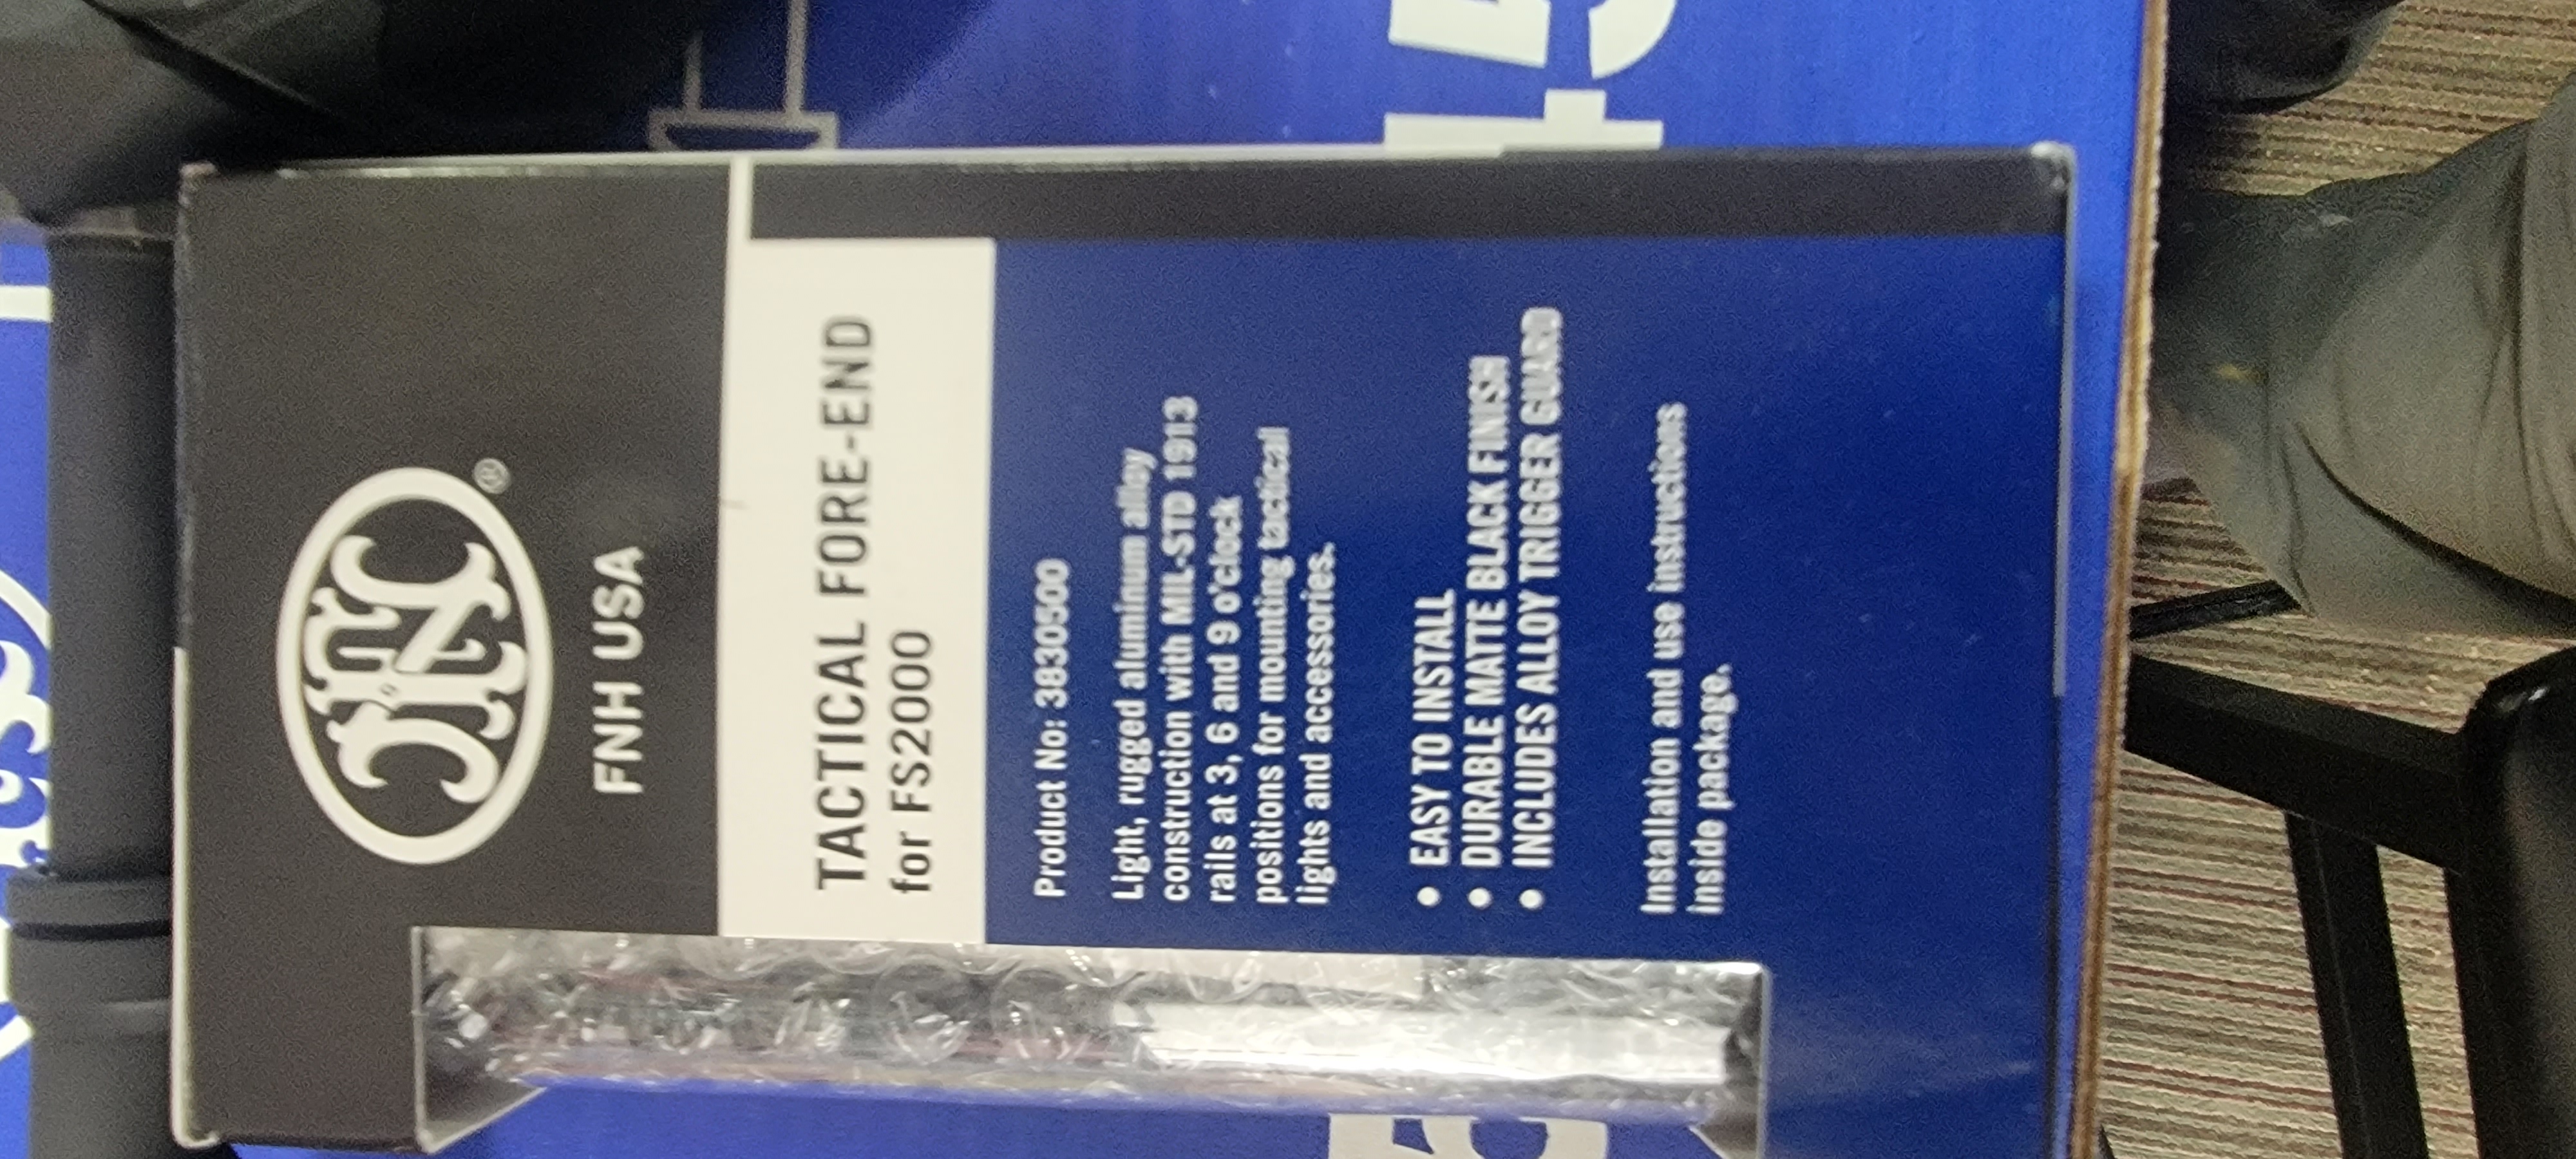 FN®
FNH USA
TACTICAL FORE-END
for FS2000
Product No: 3830500
Light, rugged aluminum alloy
construction with MIL-STD 1913
rails at 3, 6 and 9 o'clock
positions for mounting tactical
lights and accessories.
• EASY TO INSTALL
• DURABLE MATTE BLACK FINISH
• INCLUDES ALLOY TRIGGER GUARD
Installation and use instructions
inside package.